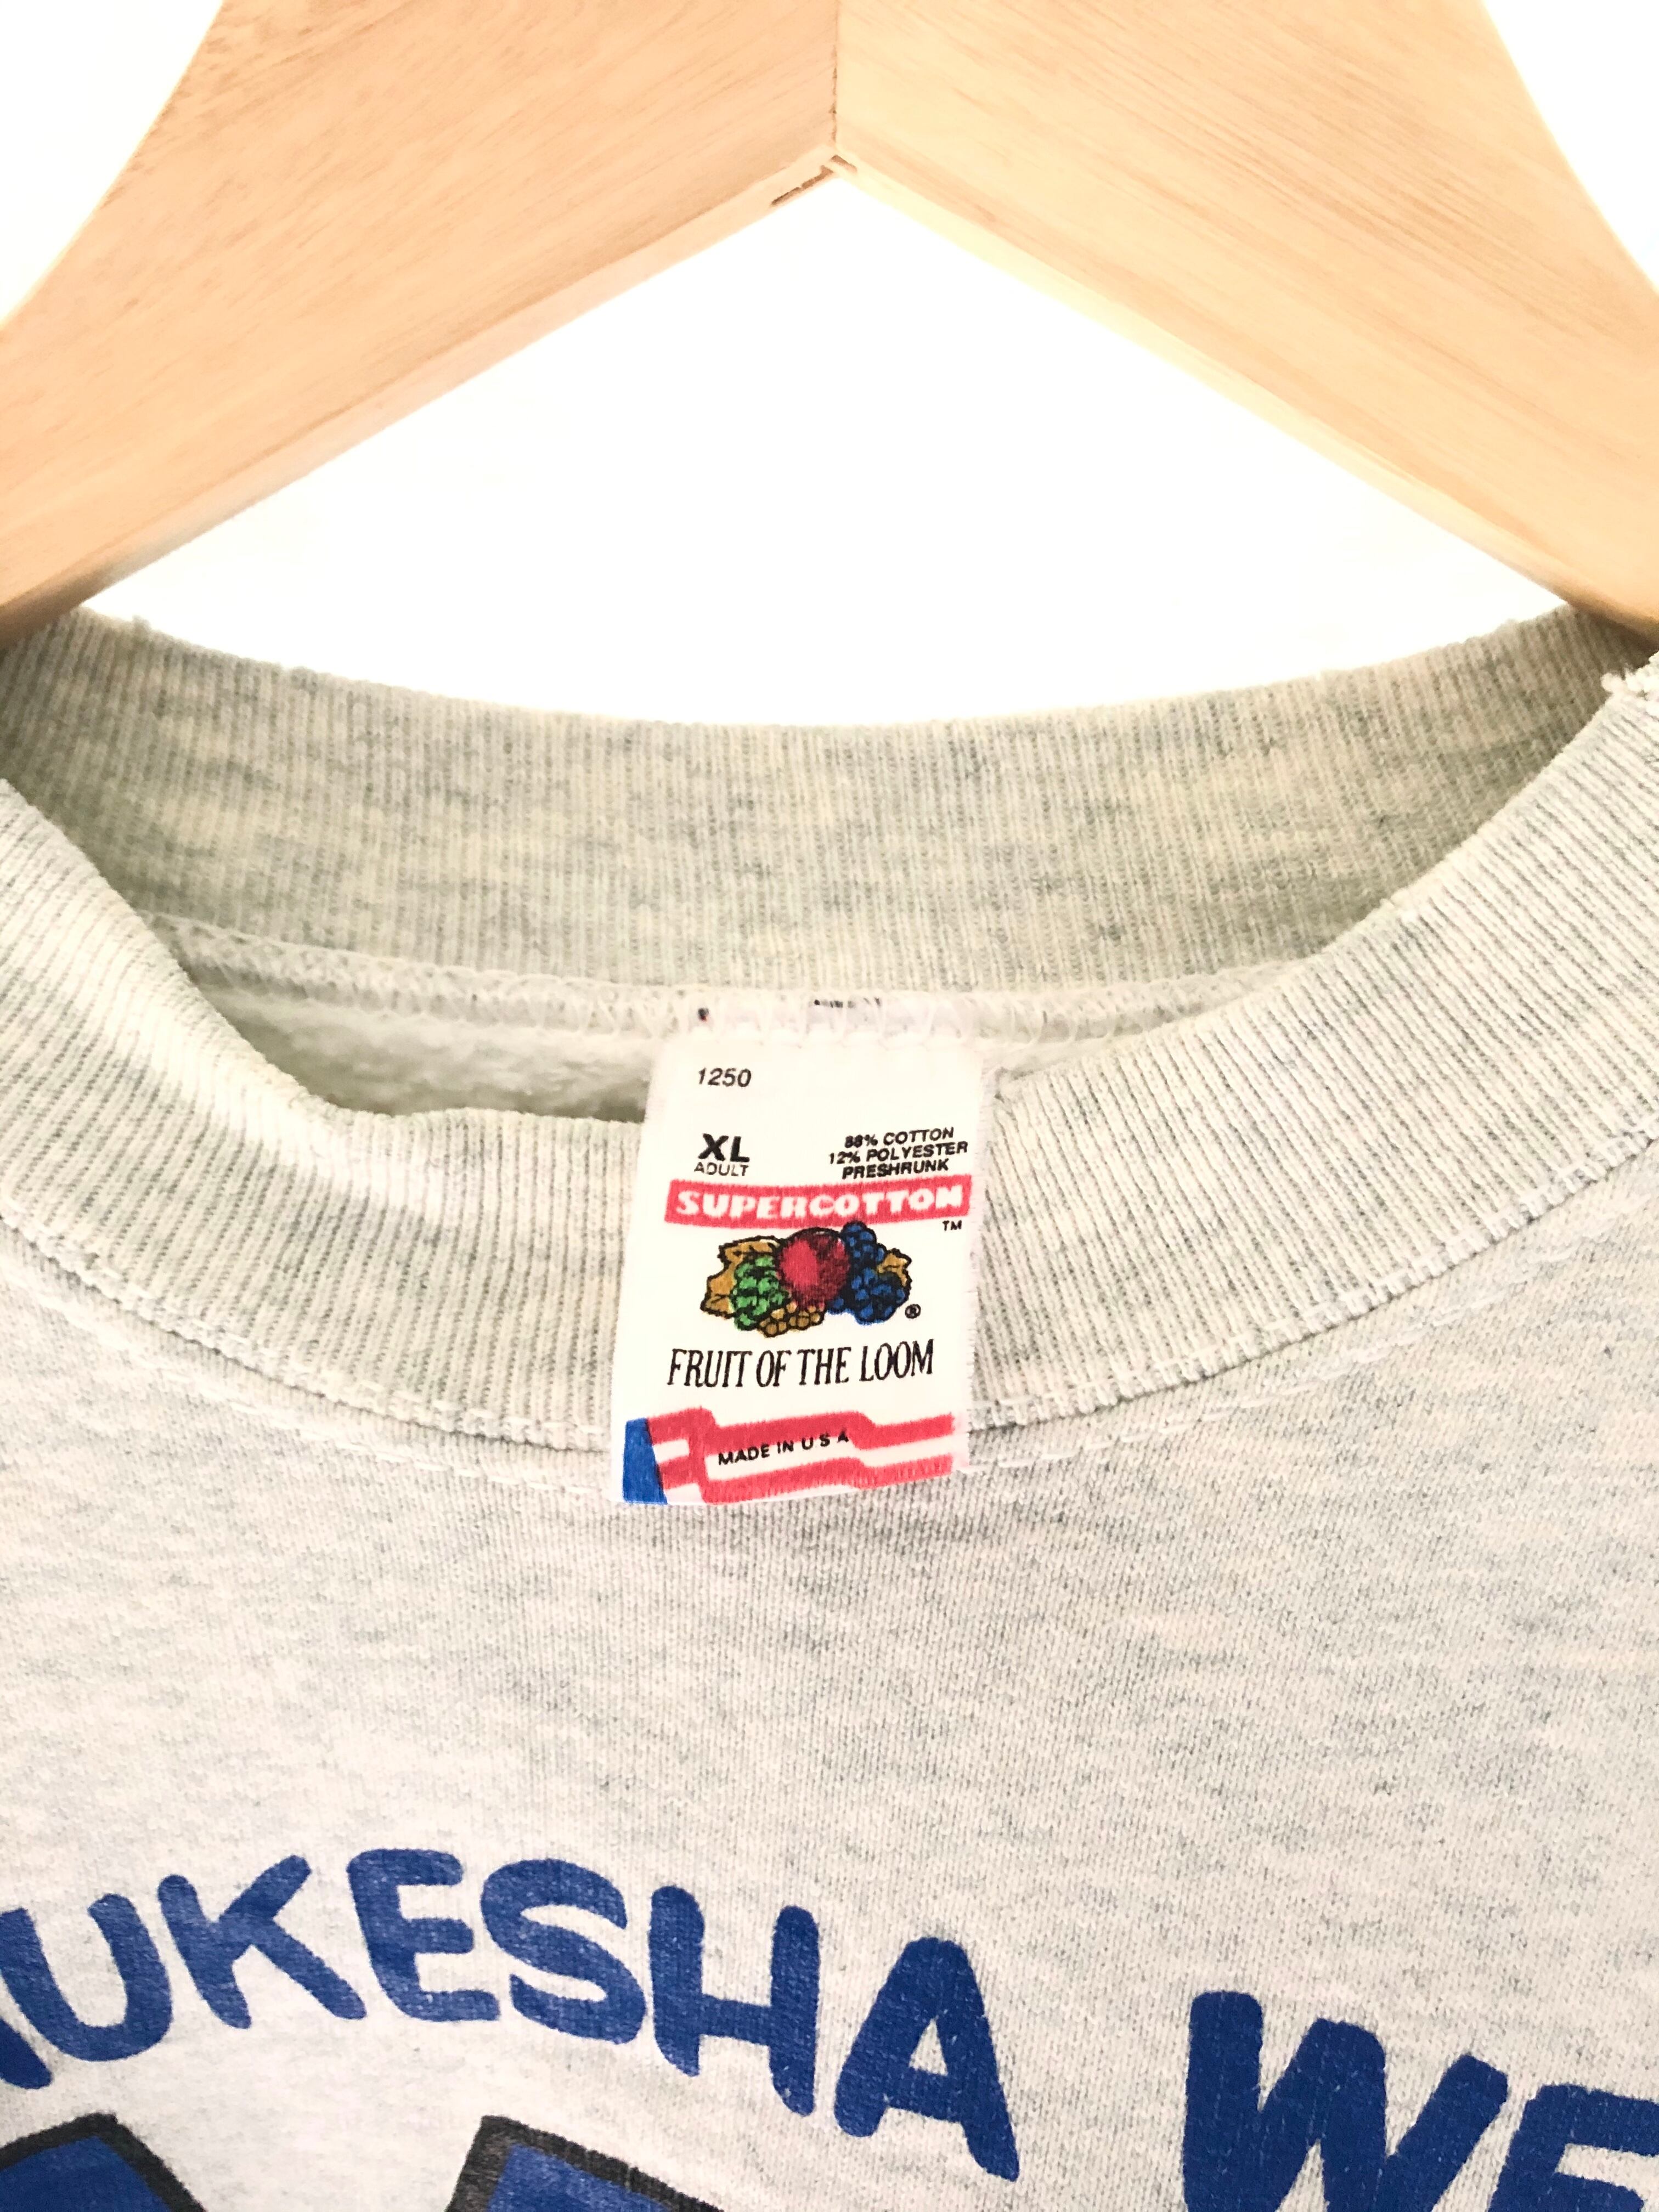 1250
XL
ADULT
88% COTTON
12% POLYESTER
PRESHRUNK
SUPERCOTTON
TM
®
FRUIT OF THE LOOM
MADE IN U S A
UKESHA WE